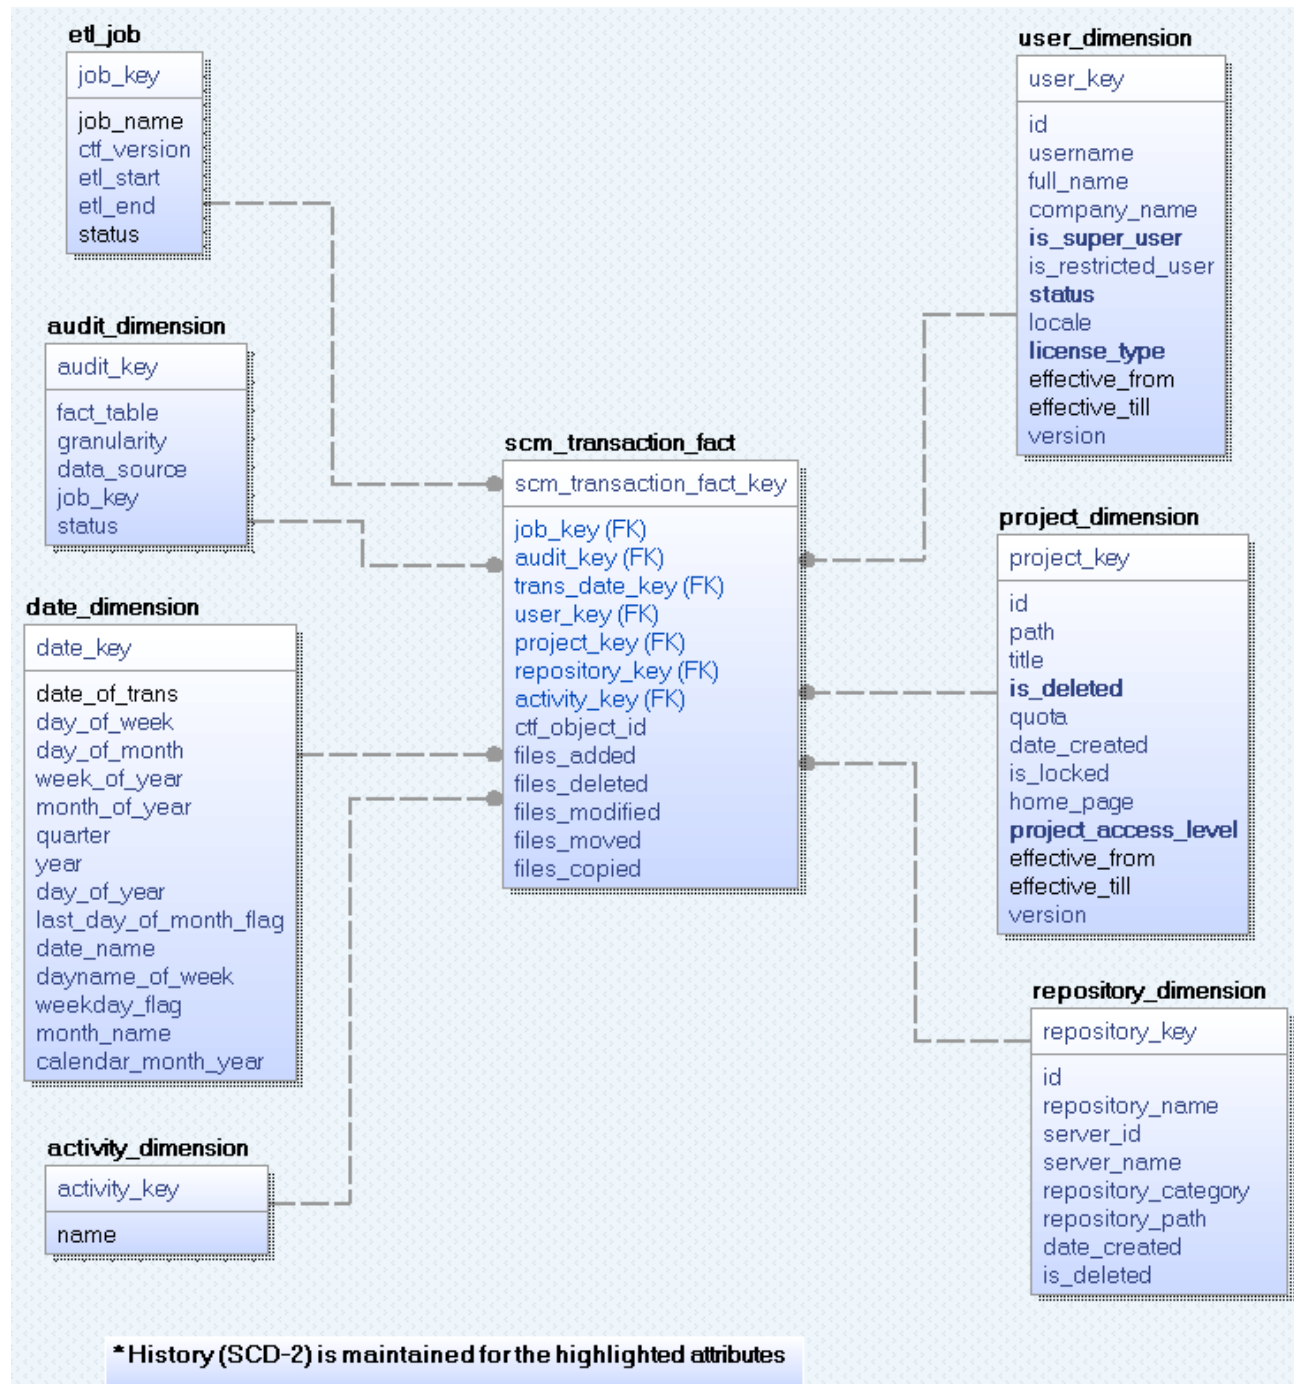 etl_job
job_key
job_name
ctf_version
etl_start
etl_end
status
audit_dimension
audit_key
fact_table
granularity
data_source
job_key
status
date_dimension
date_key
date_of_trans
day_of_week
day_of_month
week_of_year
month_of_year
quarter
year
day_of_year
last_day_of_month_flag
date_name
dayname_of_week
weekday_flag
month_name
calendar_month_year
activity_dimension
activity_key
name
scm_transaction_fact
scm_transaction_fact_key
job_key (FK)
audit_key (FK)
trans_date_key (FK)
user_key (FK)
project_key (FK)
repository_key (FK)
activity_key (FK)
ctf_object_id
files_added
files_deleted
files_modified
files_moved
files_copied
user_dimension
user_key
id
username
full_name
company_name
is_super_user
is_restricted_user
status
locale
license_type
effective_from
effective_till
version
project_dimension
project_key
id
path
title
is_deleted
quota
date_created
is_locked
home_page
project_access_level
effective_from
effective_till
version
repository_dimension
repository_key
id
repository_name
server_id
server_name
repository_category
repository_path
date_created
is_deleted
* History (SCD-2) is maintained for the highlighted attributes